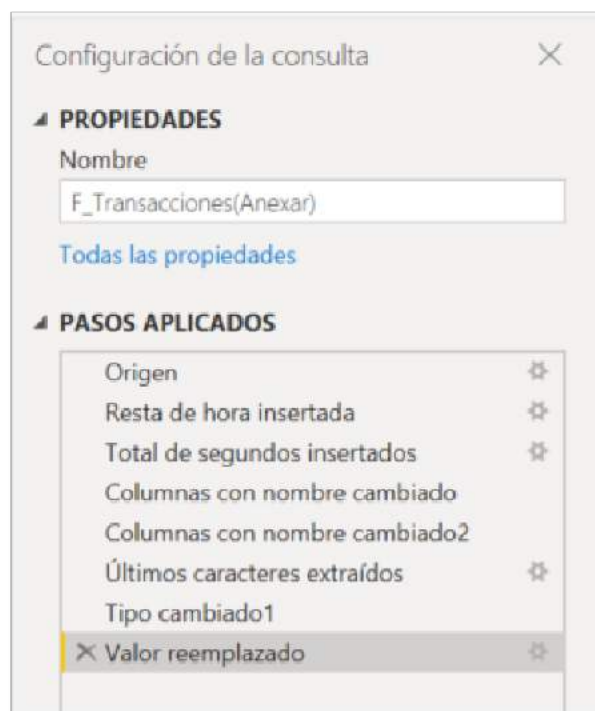 Configuración de la consulta
PROPIEDADES
Nombre
F_Transacciones(Anexar)
Todas las propiedades
PASOS APLICADOS
Origen
Resta de hora insertada
Total de segundos insertados
Columnas con nombre cambiado
Columnas con nombre cambiado2
Últimos caracteres extraídos
Tipo cambiado1
Valor reemplazado